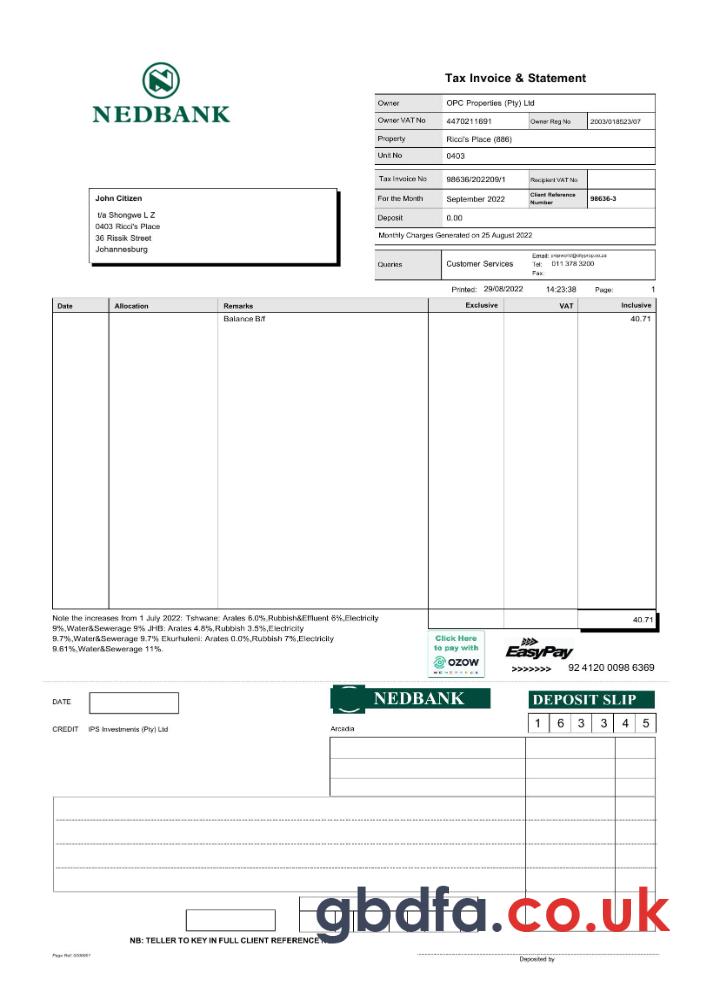 NEDBANK
Tax Invoice & Statement
Owner OPC Properties (Pty) Ltd
Owner VAT No 4470211691 Owner Reg No 2003/018523/07
Property Ricci's Place (886)
Unit No 0403
Tax Invoice No 98636/202209/1 Recipient VAT No
For the Month September 2022 Client Reference Number 98636-3
Deposit 0.00
Monthly Charges Generated on 25 August 2022
Queries Customer Services Email:
Tel: 011 378 3200
Fax:
John Citizen
t/a Shongwe L Z
0403 Ricci's Place
36 Rissik Street
Johannesburg
Printed: 29/08/2022 14:23:38 Page: 1
Date Allocation Remarks Exclusive VAT Inclusive
Balance B/f 40.71
Note the increases from 1 July 2022: Tshwane: Arates 6.0%,Rubbish&Effluent 6%,Electricity
9%,Water&Sewerage 9% JHB: Arates 4.8%,Rubbish 3.5%,Electricity
9.7%,Water&Sewerage 9.7% Ekurhuleni: Arates 0.0%,Rubbish 7%,Electricity
9.61%,Water&Sewerage 11%.
40.71
Click Here
to pay with
OZOW
EasyPay
>>>>>>> 92 4120 0098 6369
DATE
NEDBANK
DEPOSIT SLIP
CREDIT IPS Investments (Pty) Ltd
Arcadia
1 6 3 3 4 5
gbdfa.co.uk
NB: TELLER TO KEY IN FULL CLIENT REFERENCE
Deposited by